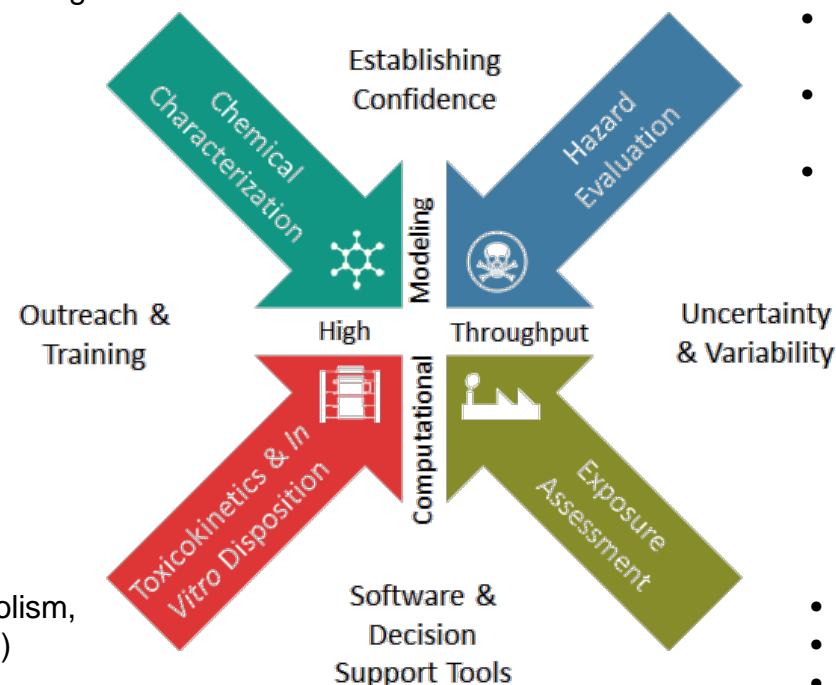 Establishing
Confidence
Chemical
Characterization
Hazard
Evaluation
Modeling
Outreach &
Training
High
Throughput
Uncertainty
& Variability
Computational
Toxicokinetics & In
Vitro Disposition
Exposure
Assessment
olism,
)
Software &
Decision
Support Tools